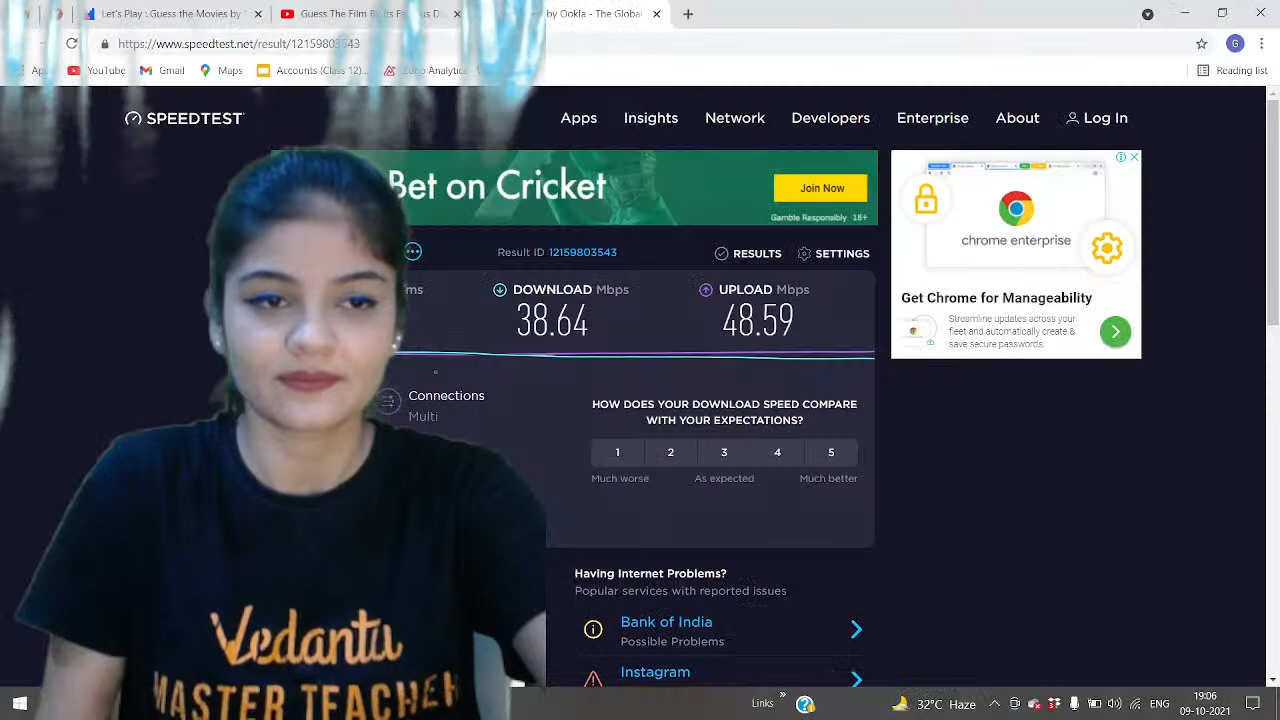 Let's Play : Guess the Movies by
Guess The Film By Its Famous Da
by Ookla - The Global
https://www.speedtest.net/result/12159803543
G
YouTube
Gmail
Maps
Accounts (Class 12)...
Zoho Analytics
Reading list
SPEEDTEST
Apps
Insights
Network
Developers
Enterprise
About
Log In
Bet on Cricket
Join Now
Gamble Responsibly 18+
chrome enterprise
Get Chrome for Manageability
Streamline updates across your
fleet and automatically create &
save secure passwords.
Result ID 12159803543
RESULTS
SETTINGS
ms
DOWNLOAD Mbps
38.64
UPLOAD Mbps
48.59
Connections
Multi
HOW DOES YOUR DOWNLOAD SPEED COMPARE
WITH YOUR EXPECTATIONS?
1 2 3 4 5
Much worse As expected Much better
Having Internet Problems?
Popular services with reported issues
Bank of India
Possible Problems
Instagram
Vedantu
MASTER TEACHER
Links
32°C Haze
ENG
19:06
09-10-2021